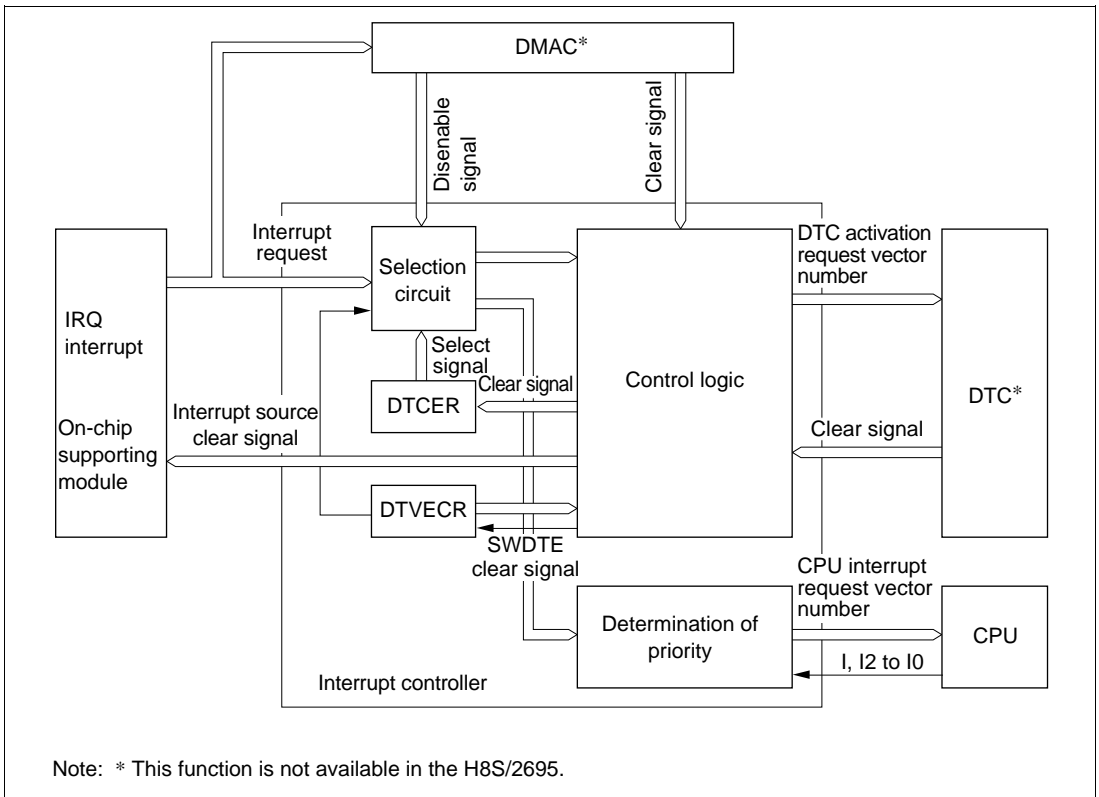 DMAC*
Disenable
signal
Clear signal
Interrupt
request
Selection
circuit
DTC activation
request vector
number
IRQ
interrupt
Select
signal
Clear signal
Control logic
DTC*
DTCER
Interrupt source
clear signal
Clear signal
On-chip
supporting
module
DTVECR
SWDTE
clear signal
CPU interrupt
request vector
number
Determination of
priority
CPU
I, I2 to I0
Interrupt controller
Note: * This function is not available in the H8S/2695.